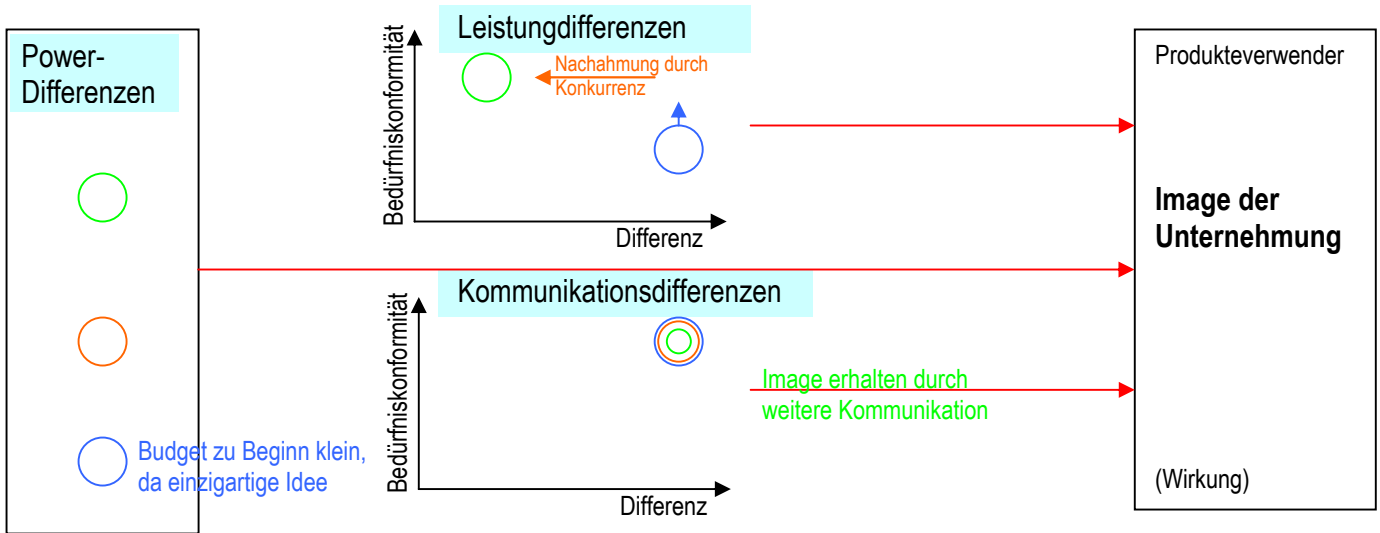 Power-
Differenzen
Budget zu Beginn klein,
da einzigartige Idee
Leistungdifferenzen
Bedürfniskonformität
Nachahmung durch
Konkurrenz
Differenz
Kommunikationsdifferenzen
Bedürfniskonformität
Differenz
Image erhalten durch
weitere Kommunikation
Produkteverwender
Image der
Unternehmung
(Wirkung)